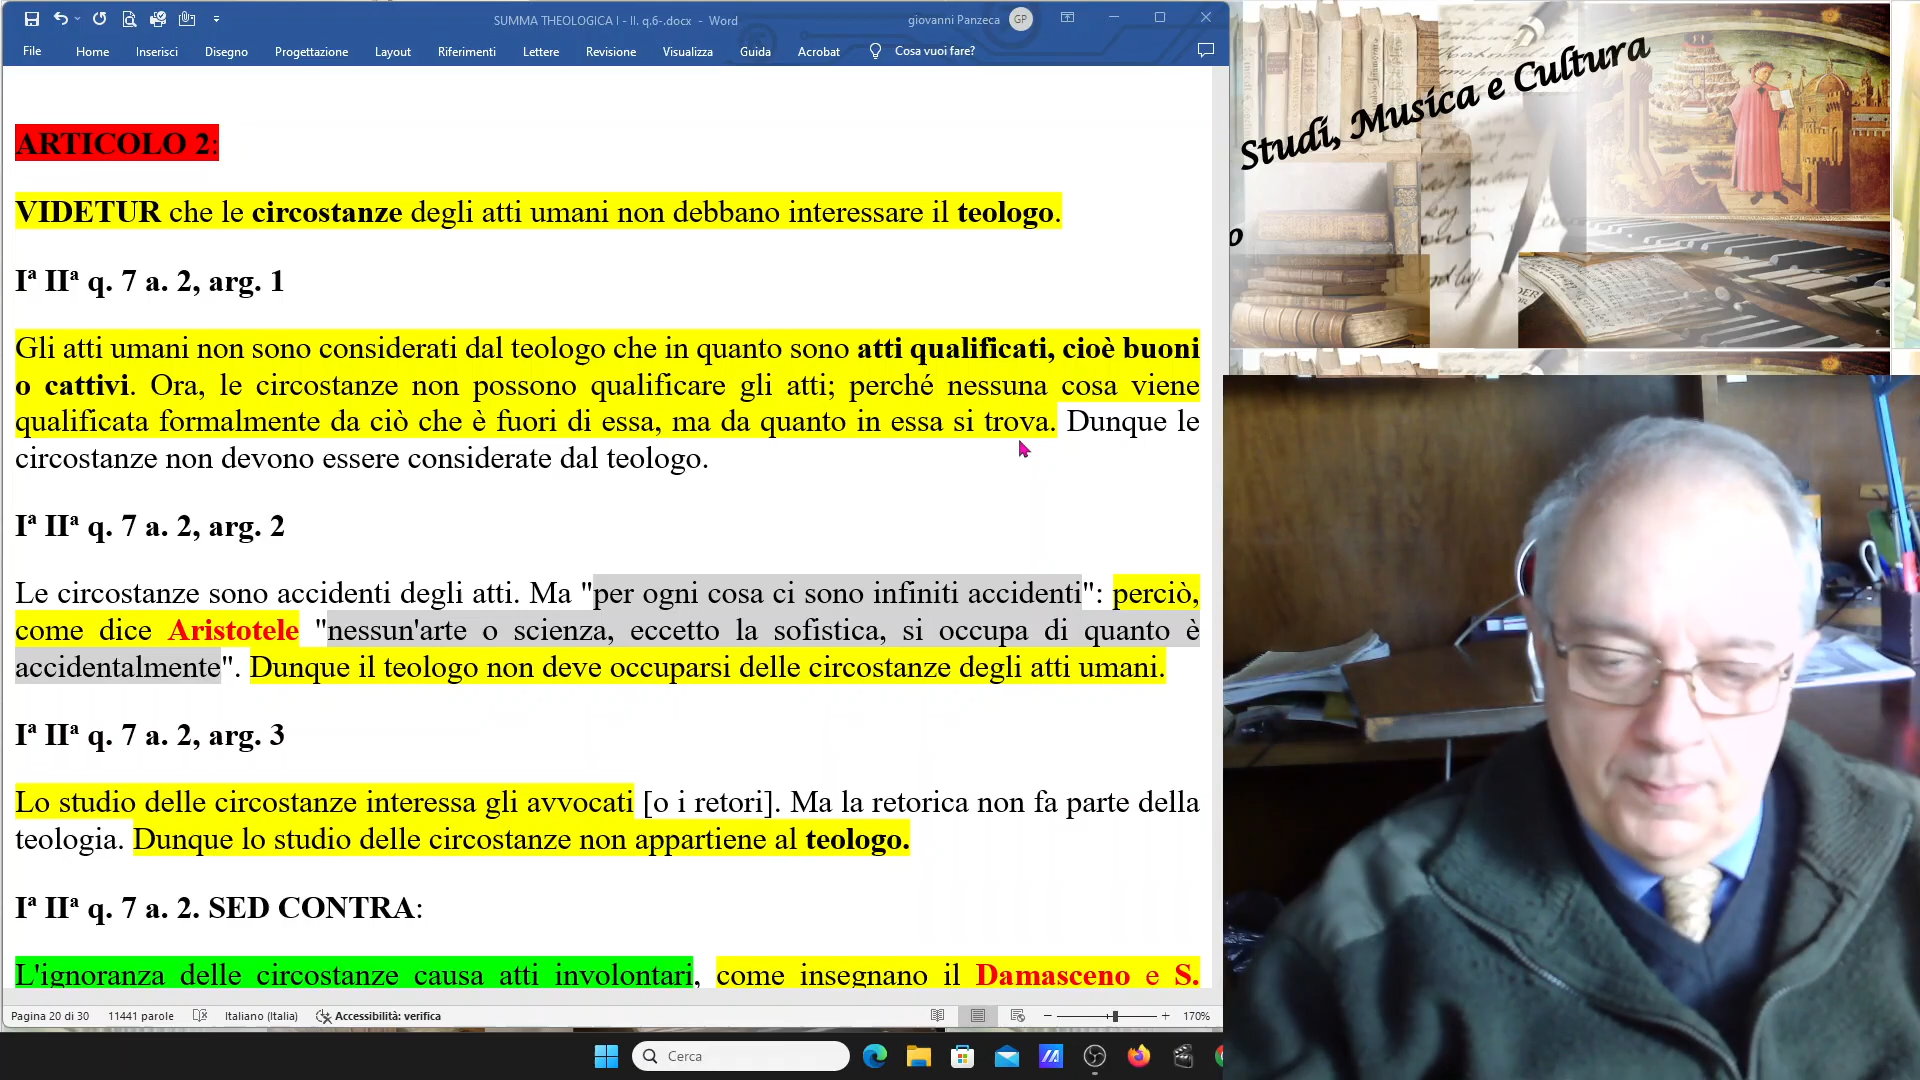 SUMMA THEOLOGICA I - II. q.6-.docx - Word
giovanni Panzeca
GP
File Home Inserisci Disegno Progettazione Layout Riferimenti Lettere Revisione Visualizza Guida Acrobat Cosa vuoi fare?
Studi, Musica e Cultura
o
ARTICOLO 2:
VIDETUR che le circostanze degli atti umani non debbano interessare il teologo.
Iª IIª q. 7 a. 2, arg. 1
Gli atti umani non sono considerati dal teologo che in quanto sono atti qualificati, cioè buoni
o cattivi. Ora, le circostanze non possono qualificare gli atti; perché nessuna cosa viene
qualificata formalmente da ciò che è fuori di essa, ma da quanto in essa si trova. Dunque le
circostanze non devono essere considerate dal teologo.
Iª IIª q. 7 a. 2, arg. 2
Le circostanze sono accidenti degli atti. Ma "per ogni cosa ci sono infiniti accidenti": perciò,
come dice Aristotele "nessun'arte o scienza, eccetto la sofistica, si occupa di quanto è
accidentalmente". Dunque il teologo non deve occuparsi delle circostanze degli atti umani.
Iª IIª q. 7 a. 2, arg. 3
Lo studio delle circostanze interessa gli avvocati [o i retori]. Ma la retorica non fa parte della
teologia. Dunque lo studio delle circostanze non appartiene al teologo.
Iª IIª q. 7 a. 2. SED CONTRA:
L'ignoranza delle circostanze causa atti involontari, come insegnano il Damasceno e S.
Pagina 20 di 30 11441 parole Italiano (Italia) Accessibilità: verifica 170%
Cerca